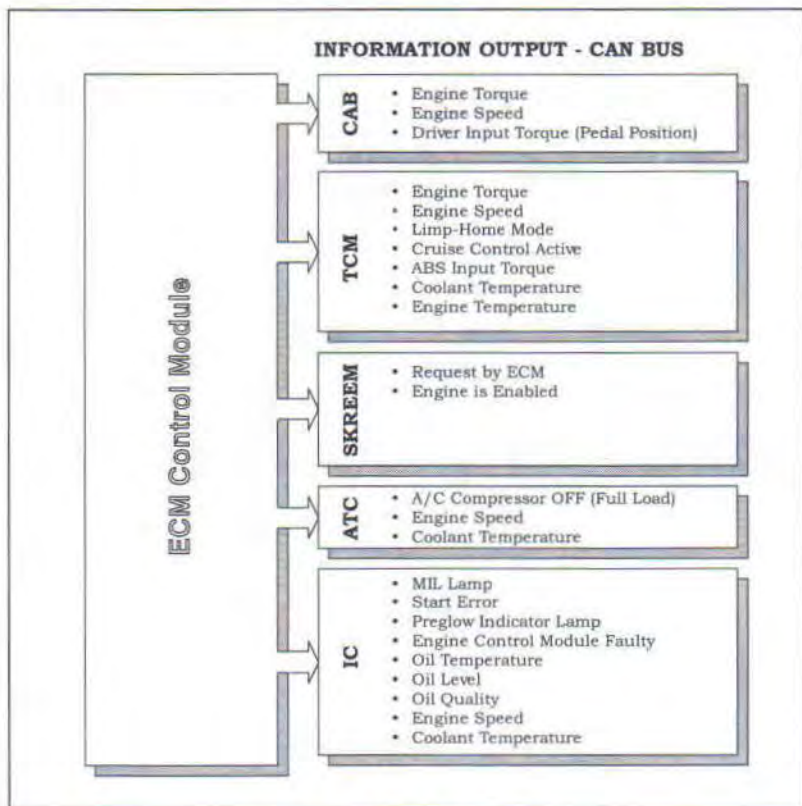 INFORMATION OUTPUT - CAN BUS
ECM Control Module
CAB
• Engine Torque
• Engine Speed
• Driver Input Torque (Pedal Position)
TCM
• Engine Torque
• Engine Speed
• Limp-Home Mode
• Cruise Control Active
• ABS Input Torque
• Coolant Temperature
• Engine Temperature
SKREEM
• Request by ECM
• Engine is Enabled
ATC
• A/C Compressor OFF (Full Load)
• Engine Speed
• Coolant Temperature
IC
• MIL Lamp
• Start Error
• Preglow Indicator Lamp
• Engine Control Module Faulty
• Oil Temperature
• Oil Level
• Oil Quality
• Engine Speed
• Coolant Temperature